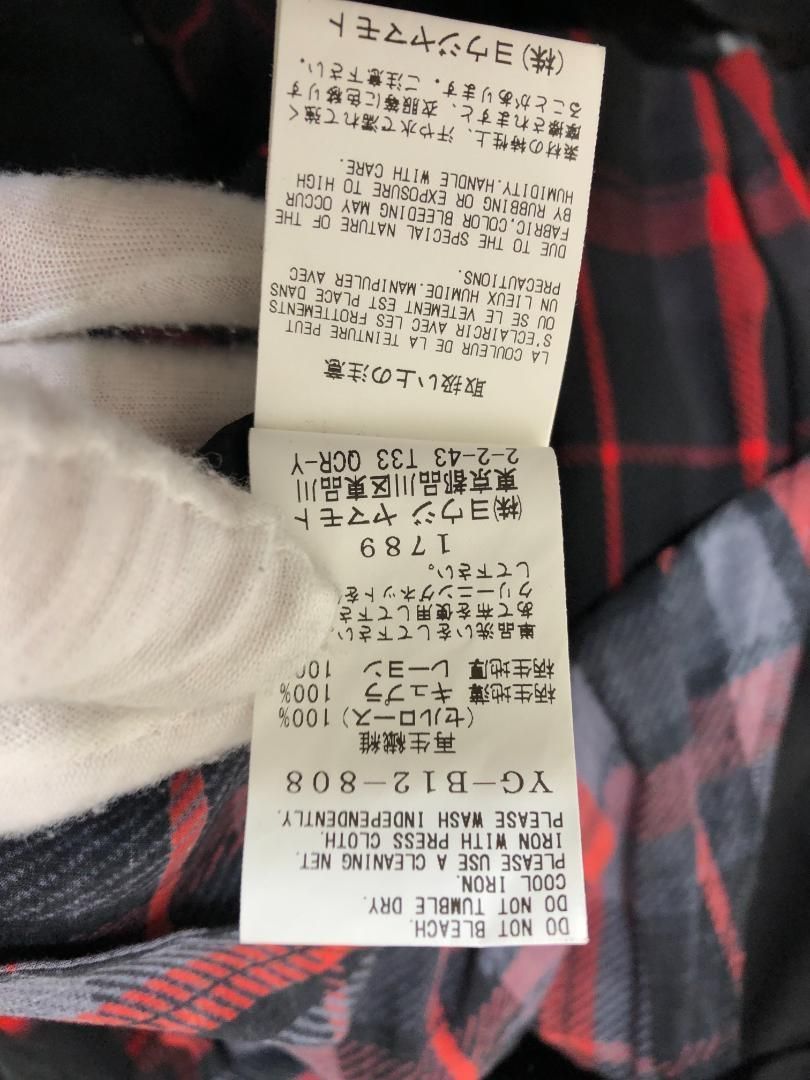 DO NOT BLEACH.
DO NOT TUMBLE DRY.
COOL IRON.
PLEASE USE A CLEANING NET.
IRON WITH PRESS CLOTH.
PLEASE WASH INDEPENDENTLY.
YG-B12-808
再生繊維
(セルロース) 100%
柄生地薄 キュプラ 100%
柄生地厚 レーヨン 100
単品洗いをして下さい。
あて布を使用して下さ
クリーニングネットを
して下さい。
1789
㈱ヨウジ ヤマモト
東京都品川区東品川
2-2-43 T33 QCR-Y
取扱い上の注意
LA COULEUR DE LA TEINTURE PEUT
S'ECLAIRCIR AVEC LES FROTTEMENTS
OU SE LE VETEMENT EST PLACE DANS
UN LIEUX HUMIDE.MANIPULER AVEC
PRECAUTIONS.
DUE TO THE SPECIAL NATURE OF THE
FABRIC.COLOR BLEEDING MAY OCCUR
BY RUBBING OR EXPOSURE TO HIGH
HUMIDITY.HANDLE WITH CARE.
素材の特性上、汗や水で濡れて強く
摩擦されますと、衣服等に色移りす
ることがあります。ご注意下さい。
(株)ヨウジヤマモト